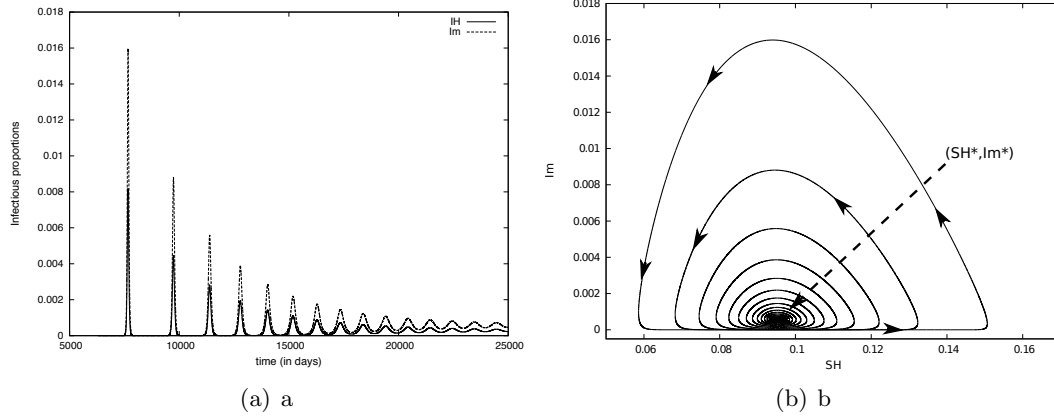 0.018
0.016
0.014
0.012
0.01
0.008
0.006
0.004
0.002
0
Infectious proportions
IH
Im
5000 10000 15000 20000 25000
time (in days)
(a) a
0.018
0.016
0.014
0.012
0.01
0.008
0.006
0.004
0.002
0
Im
(SH*,Im*)
0.06 0.08 0.1 0.12 0.14 0.16
SH
(b) b